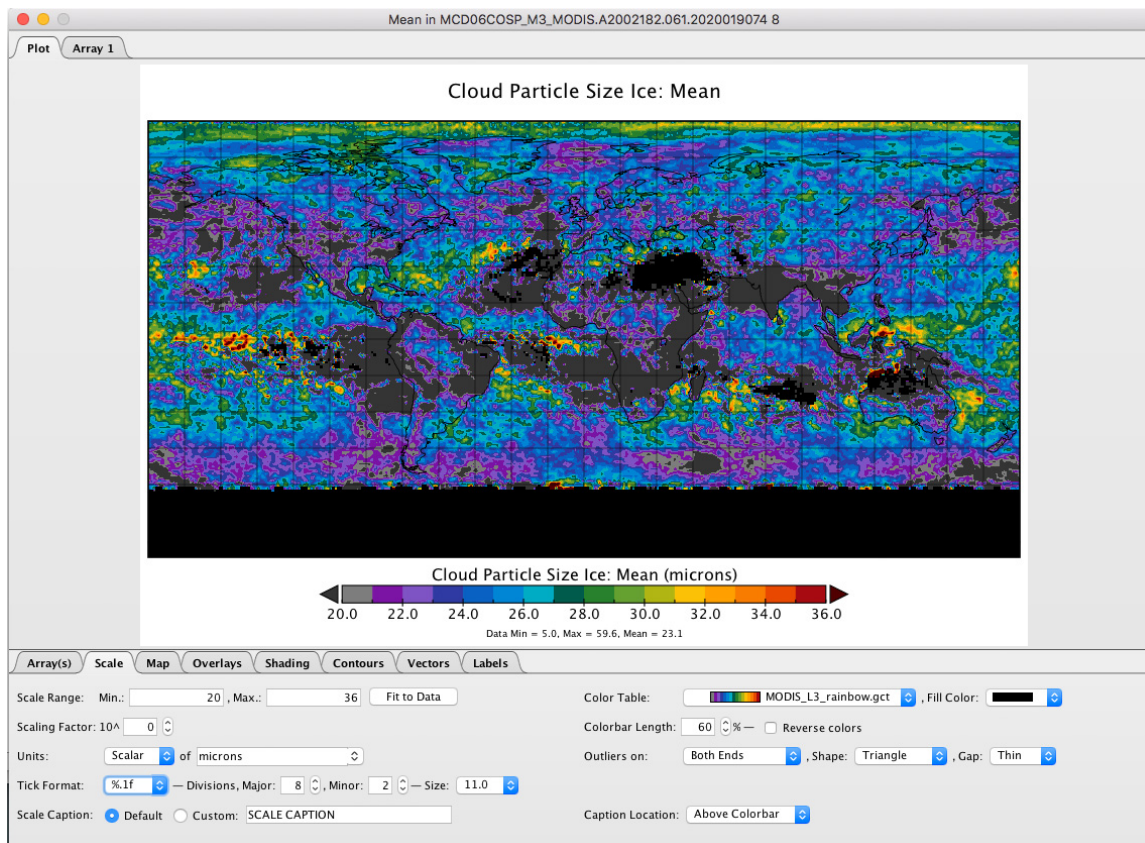 Mean in MCD06COSP_M3_MODIS.A2002182.061.2020019074 8
Plot Array 1
Cloud Particle Size Ice: Mean
Cloud Particle Size Ice: Mean (microns)
20.0 22.0 24.0 26.0 28.0 30.0 32.0 34.0 36.0
Data Min = 5.0, Max = 59.6, Mean = 23.1
Array(s) Scale Map Overlays Shading Contours Vectors Labels
Scale Range: Min.: 20 , Max.: 36 Fit to Data Color Table: MODIS_L3_rainbow.gct , Fill Color:
Scaling Factor: 10^ 0 Colorbar Length: 60 % — Reverse colors
Units: Scalar of microns Outliers on: Both Ends , Shape: Triangle , Gap: Thin
Tick Format: %.1f — Divisions, Major: 8 , Minor: 2 — Size: 11.0
Scale Caption: Default Custom: SCALE CAPTION Caption Location: Above Colorbar